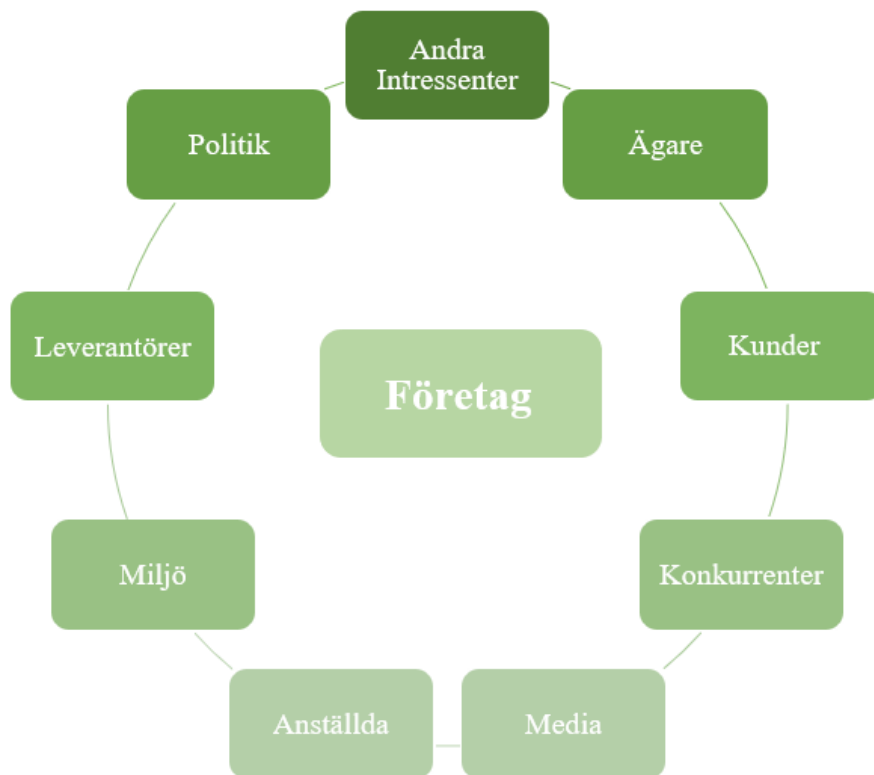 Andra
Intressenter
Politik
Ägare
Leverantörer
Företag
Kunder
Miljö
Konkurrenter
Anställda
Media